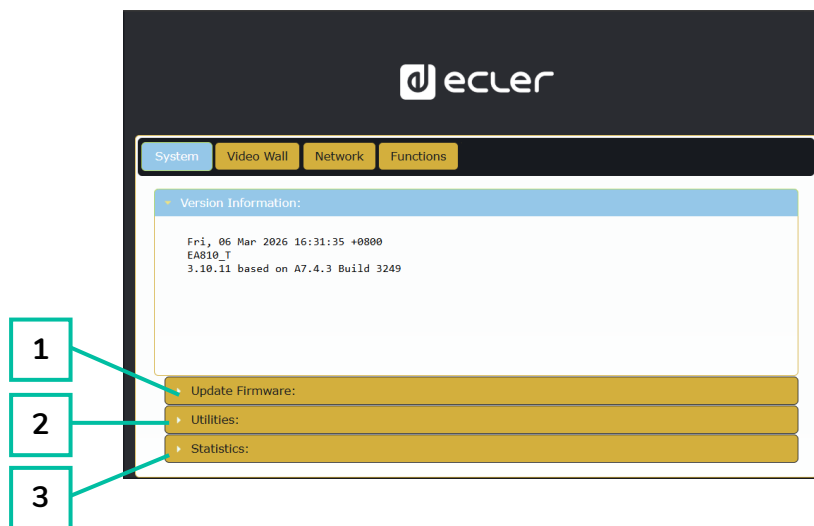 ecler
System Video Wall Network Functions
Version Information:
Fri, 06 Mar 2026 16:31:35 +0800
EA810_T
3.10.11 based on A7.4.3 Build 3249
1
Update Firmware:
2
Utilities:
Statistics:
3